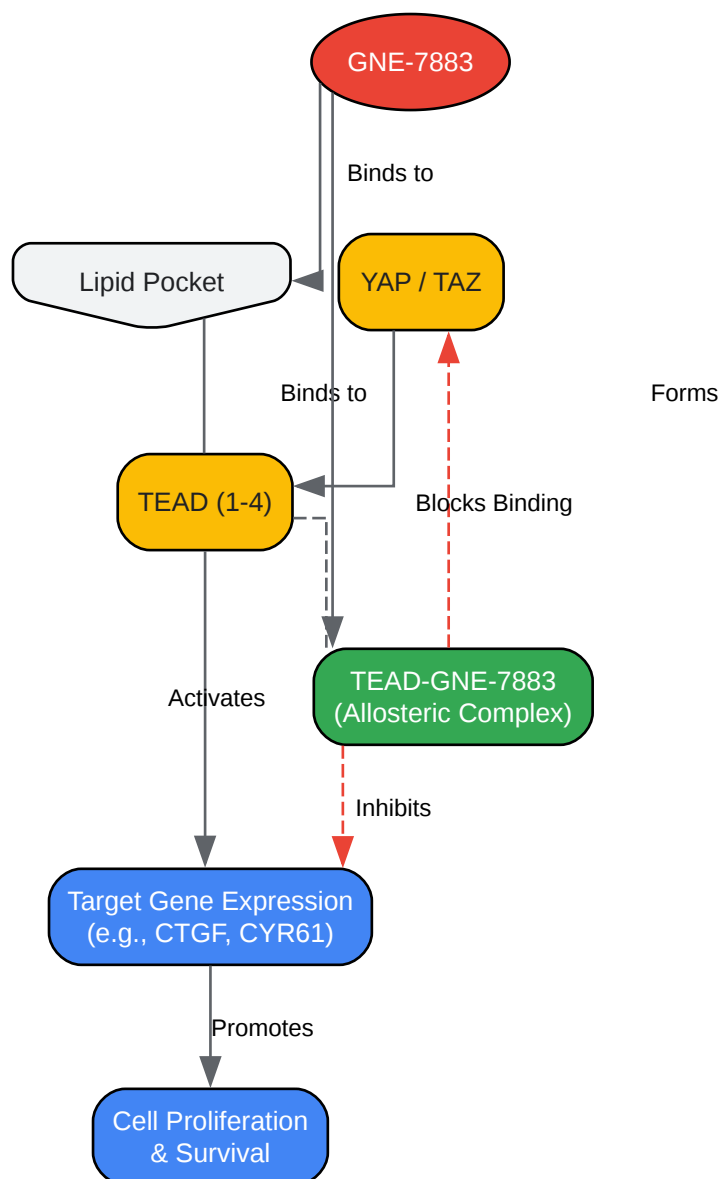 GNE-7883
Binds to
Lipid Pocket
YAP / TAZ
Binds to
Forms
TEAD (1-4)
Blocks Binding
TEAD-GNE-7883
(Allosteric Complex)
Activates
Inhibits
Target Gene Expression
(e.g., CTGF, CYR61)
Promotes
Cell Proliferation
& Survival